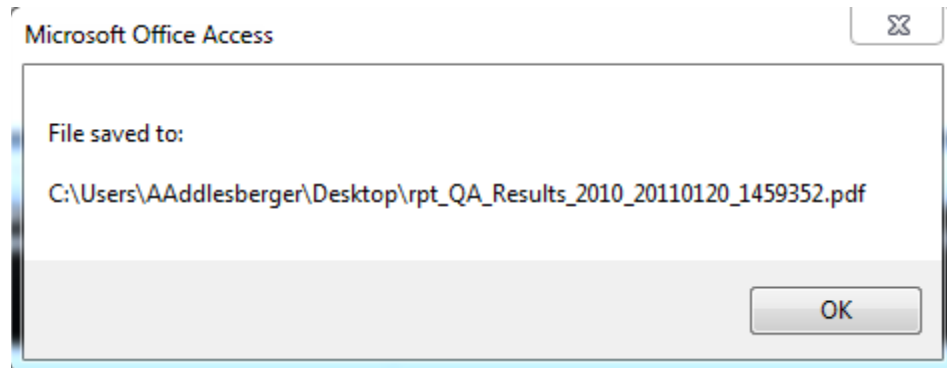 Microsoft Office Access
File saved to:
C:\Users\AAddlesberger\Desktop\rpt_QA_Results_2010_20110120_1459352.pdf
OK